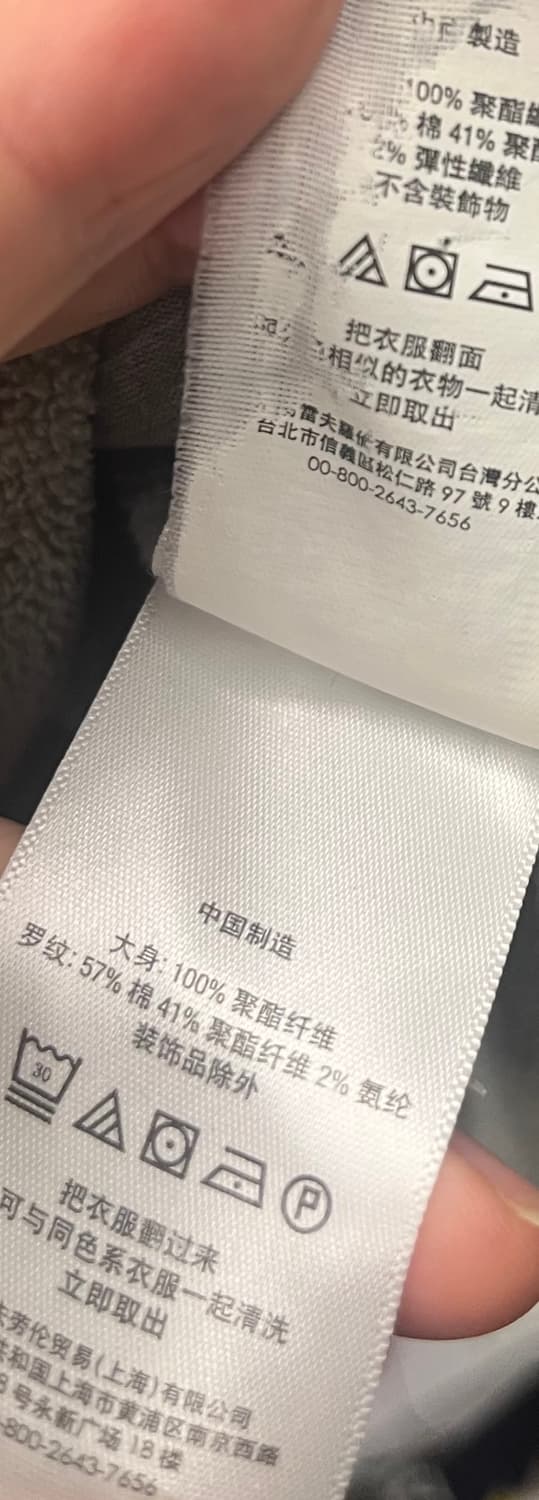 製造
100% 聚酯
棉 41% 聚酯
% 彈性纖維
不含裝飾物
把衣服翻面
相似的衣物一起清
立即取出
有限公司台灣分公
台北市信義區松仁路 97 號 9 樓
00-800-2643-7656
中国制造
大身: 100% 聚酯纤维
罗纹: 57% 棉 41% 聚酯纤维 2% 氨纶
装饰品除外
30
P
把衣服翻过来
可与同色系衣服一起清洗
立即取出
劳伦贸易(上海)有限公司
和国上海市黄浦区南京西路
8 号永新广场 18 楼
-800-2643-7656